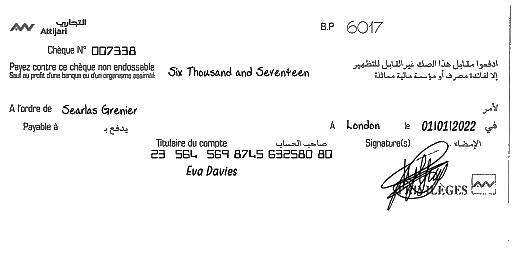 التجاري
Attijari
B.P 6017
Chèque N° 007338
Payez contre ce chèque non endossable
Sauf au profit d'une banque ou d'un organisme assimilé
Six Thousand and Seventeen
ادفعوا مقابل هذا الصك غير القابل للتظهير
إلا لفائدة مصرف أو مؤسسة مالية مماثلة
A l'ordre de Searlas Grenier
لأمر
Payable à
يدفع بـ
A London le 01/01/2022 في
Titulaire du compte صاحب الحساب
Signature(s) الإمضاء
23 564 569 8745 632580 80
Eva Davies